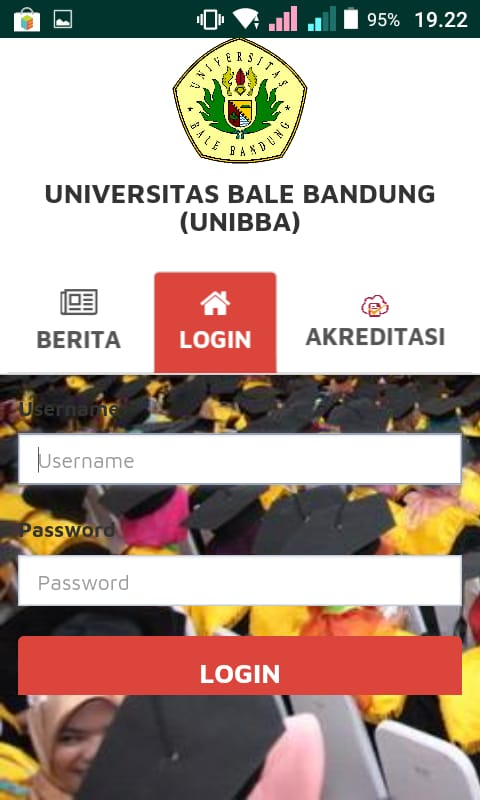 95% 19.22
UNIVERSITAS
BALE BANDUNG
UNIVERSITAS BALE BANDUNG
(UNIBBA)
BERITA LOGIN AKREDITASI
Username
Username
Password
Password
LOGIN